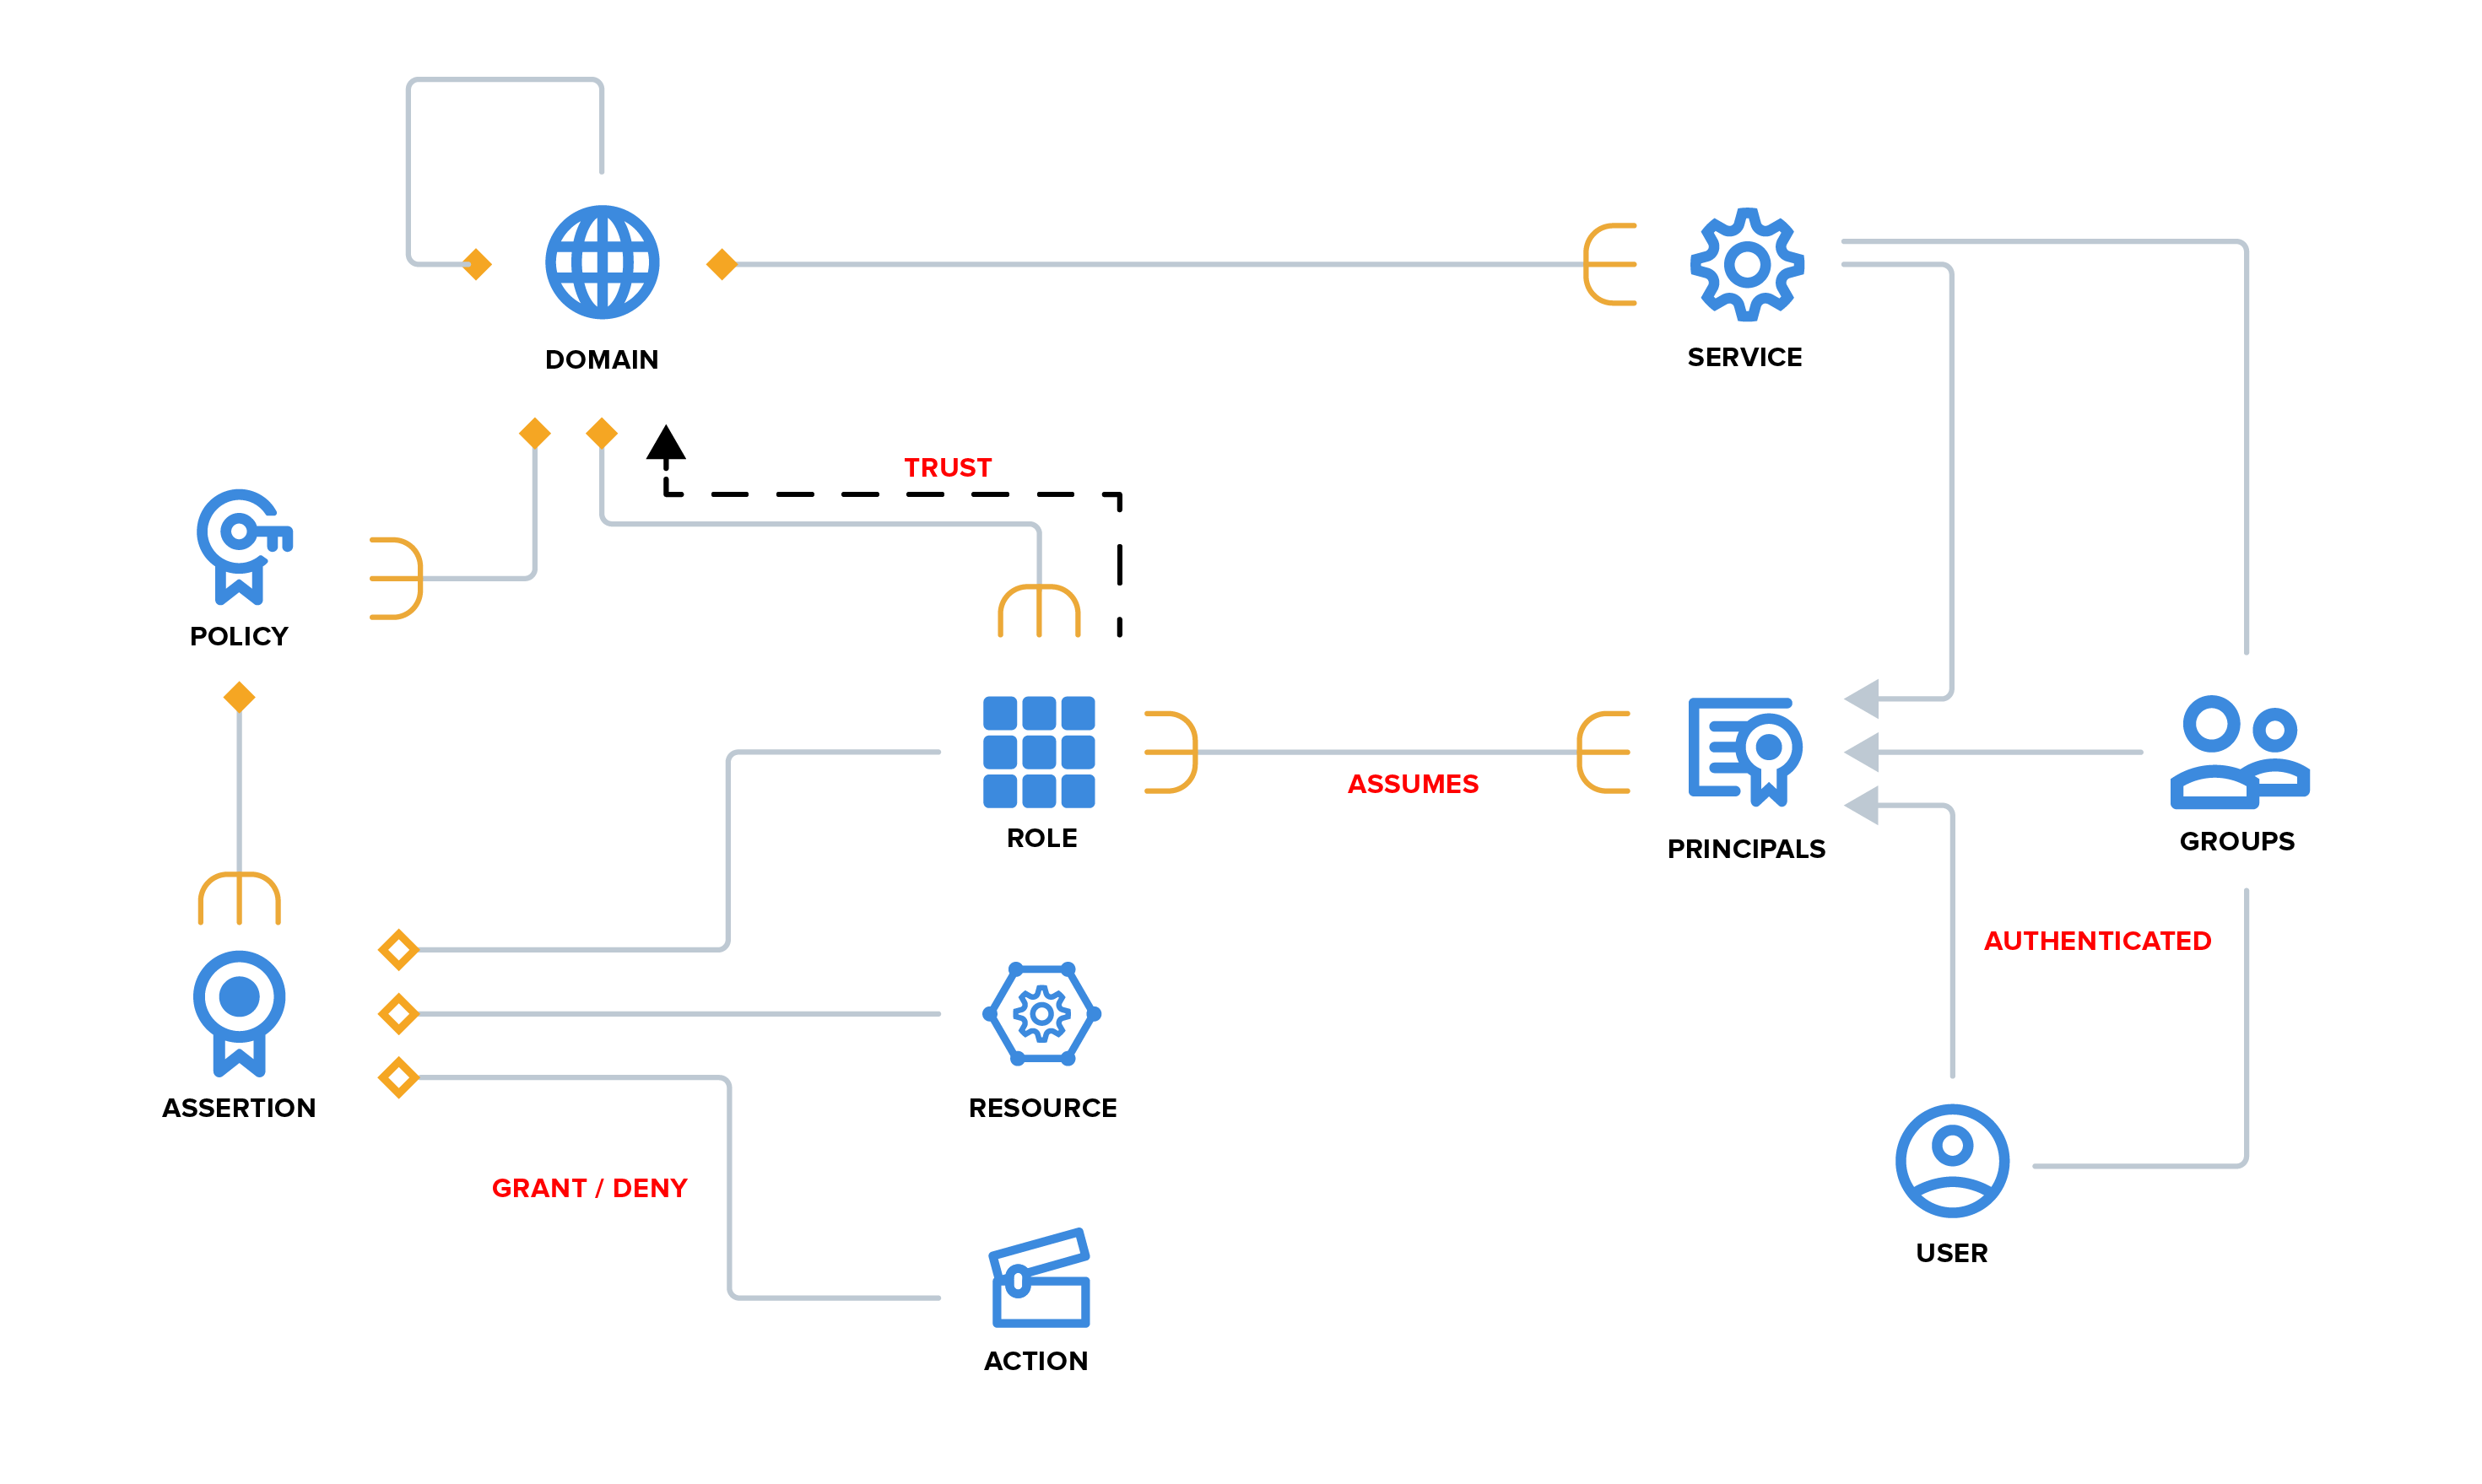 DOMAIN
SERVICE
TRUST
POLICY
ASSUMES
ROLE
PRINCIPALS
GROUPS
AUTHENTICATED
ASSERTION
RESOURCE
GRANT / DENY
USER
ACTION